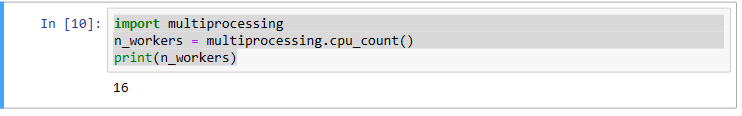 In [10]: import multiprocessing
n_workers = multiprocessing.cpu_count()
print(n_workers)
16